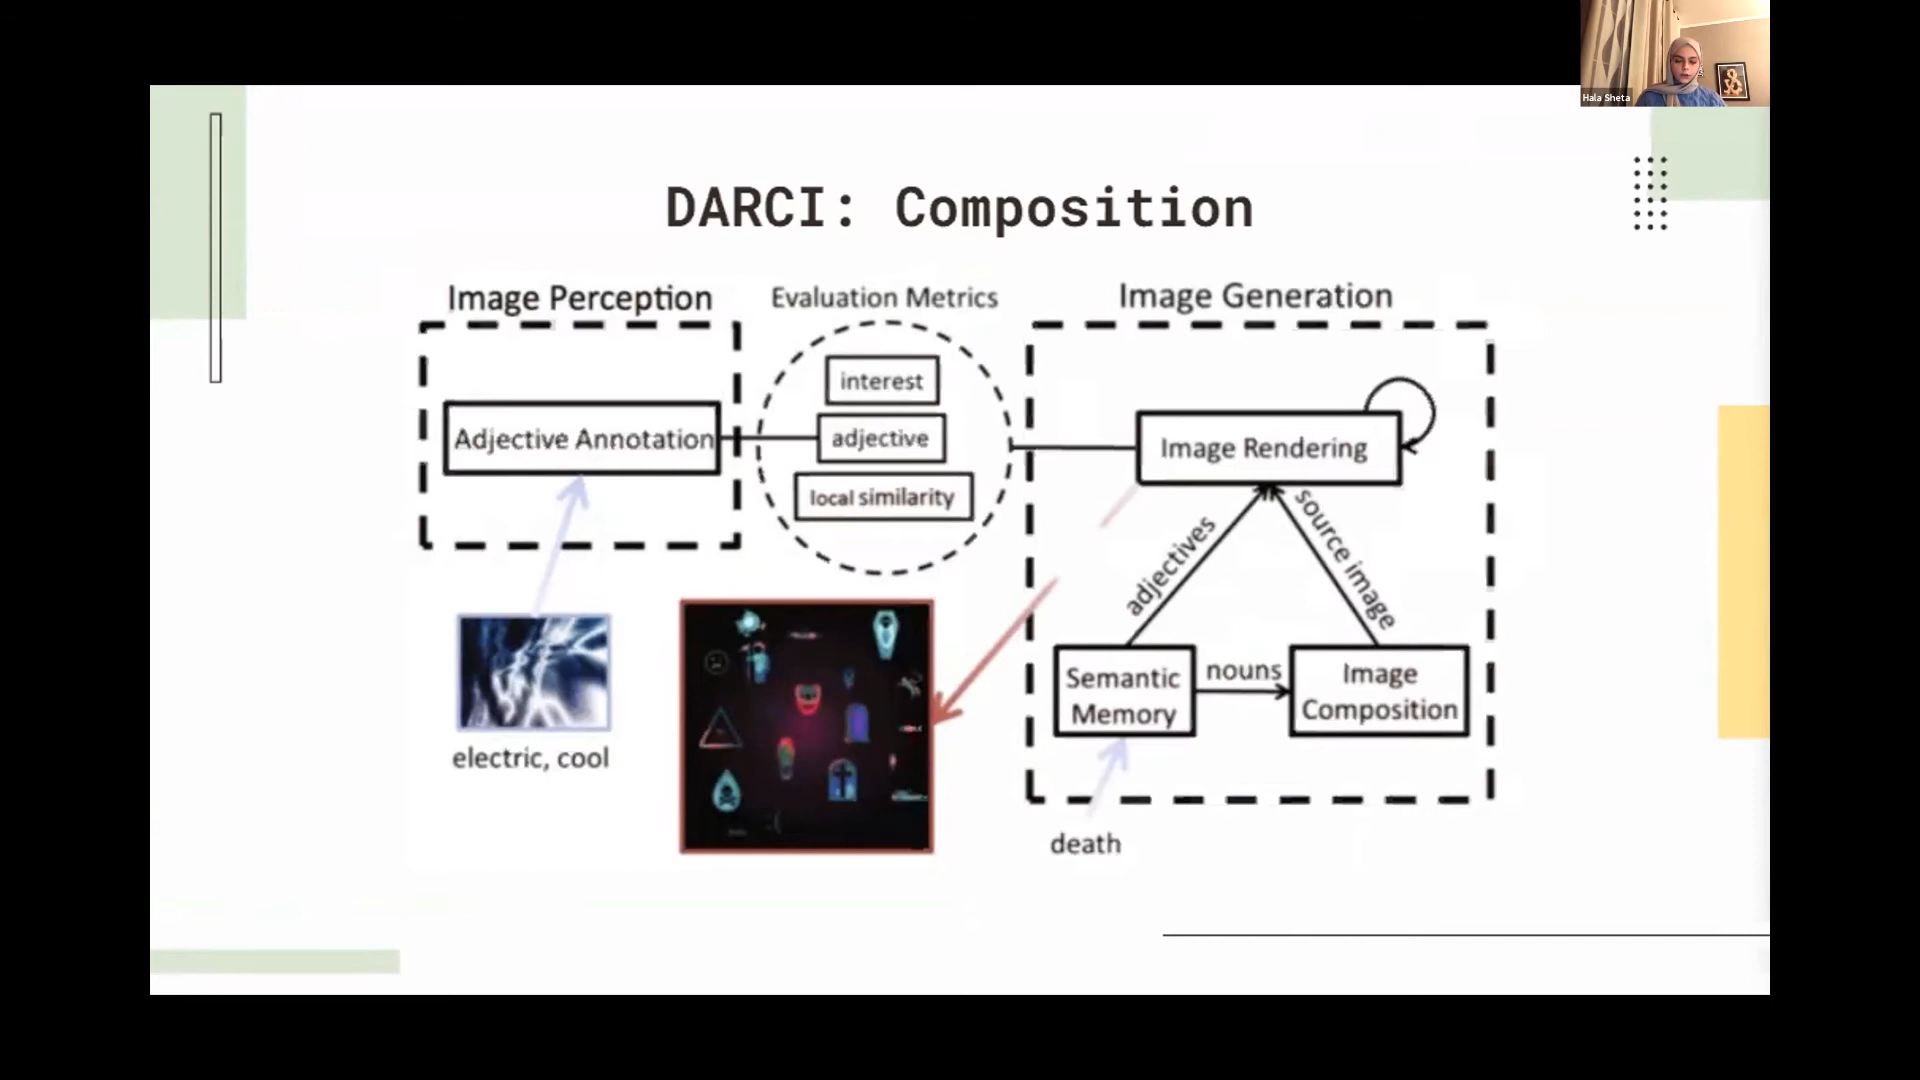 Hala Sheta
DARCI: Composition
Image Perception
Evaluation Metrics
Image Generation
interest
Adjective Annotation
adjective
local similarity
Image Rendering
adjectives
source image
Semantic
Memory
nouns
Image
Composition
electric, cool
death